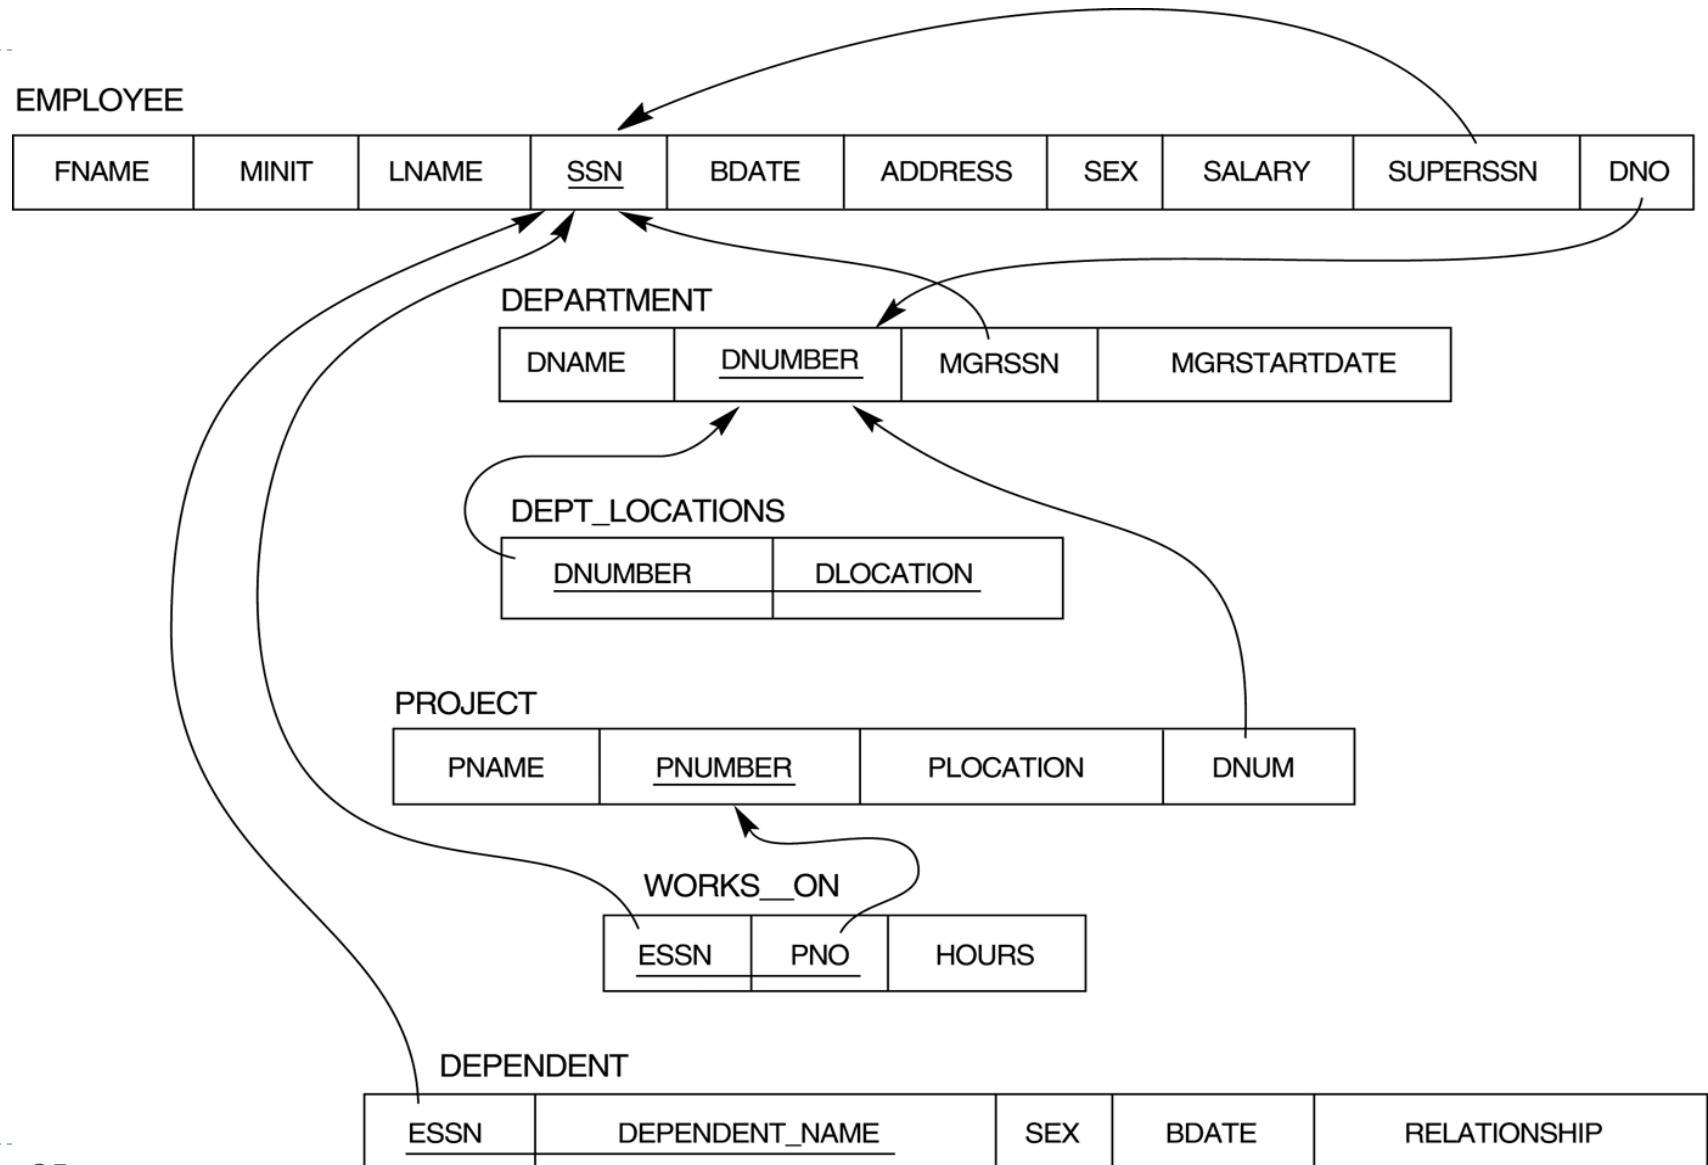 EMPLOYEE
FNAME MINIT LNAME SSN BDATE ADDRESS SEX SALARY SUPERSSN DNO
DEPARTMENT
DNAME DNUMBER MGRSSN MGRSTARTDATE
DEPT_LOCATIONS
DNUMBER DLOCATION
PROJECT
PNAME PNUMBER PLOCATION DNUM
WORKS__ON
ESSN PNO HOURS
DEPENDENT
ESSN DEPENDENT_NAME SEX BDATE RELATIONSHIP